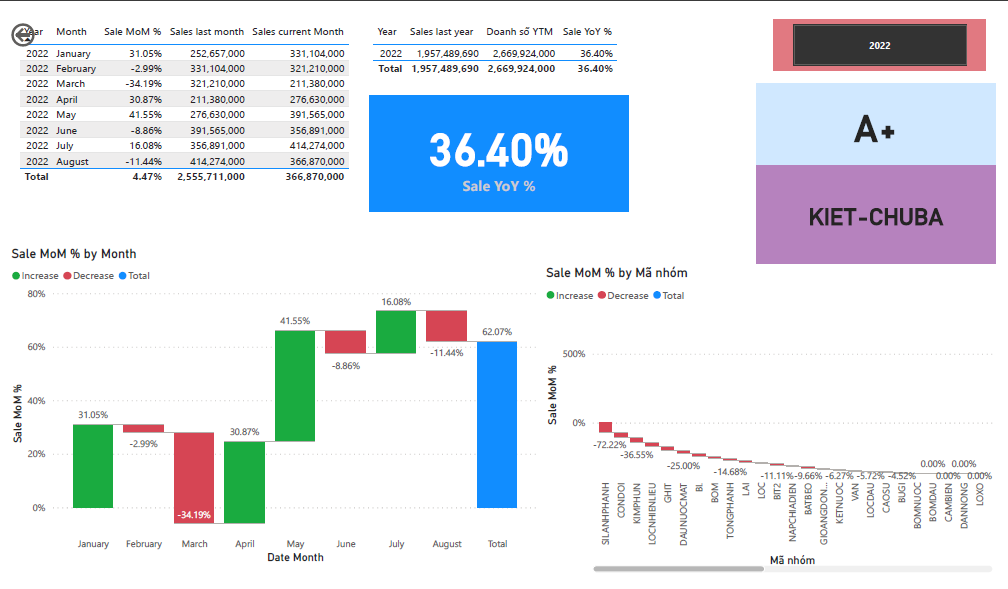 Year Month Sale MoM % Sales last month Sales current Month
2022 January 31.05% 252,657,000 331,104,000
2022 February -2.99% 331,104,000 321,210,000
2022 March -34.19% 321,210,000 211,380,000
2022 April 30.87% 211,380,000 276,630,000
2022 May 41.55% 276,630,000 391,565,000
2022 June -8.86% 391,565,000 356,891,000
2022 July 16.08% 356,891,000 414,274,000
2022 August -11.44% 414,274,000 366,870,000
Total 4.47% 2,555,711,000 366,870,000
Year Sales last year Doanh số YTM Sale YoY %
2022 1,957,489,690 2,669,924,000 36.40%
Total 1,957,489,690 2,669,924,000 36.40%
36.40%
Sale YoY %
2022
A+
KIET-CHUBA
Sale MoM % by Month
Increase Decrease Total
Sale MoM %
80%
60%
40%
20%
0%
31.05%
-2.99%
-34.19%
30.87%
41.55%
-8.86%
16.08%
-11.44%
62.07%
January February March April May June July August Total
Date Month
Sale MoM % by Mã nhóm
Increase Decrease Total
Sale MoM %
500%
0%
-72.22%
-36.55%
-25.00%
-14.68%
-11.11%
-9.66%
-6.27%
-5.72%
-4.52%
0.00%
0.00%
0.00%
0.00%
SILANHPHANH
CONDOI
KIMPHUN
LOCNHIENLIEU
GHIT
DAUNUOCMAT
BL
BOM
TONGPHANH
LAI
LOC
BIT2
NAPCHIADIEN
BATBEO
GIOANGDON...
KETNUOC
VAN
LOCDAU
CAOSU
BUGI
BOMNUOC
BOMDAU
CAMBIEN
DANNONG
LOXO
Mã nhóm